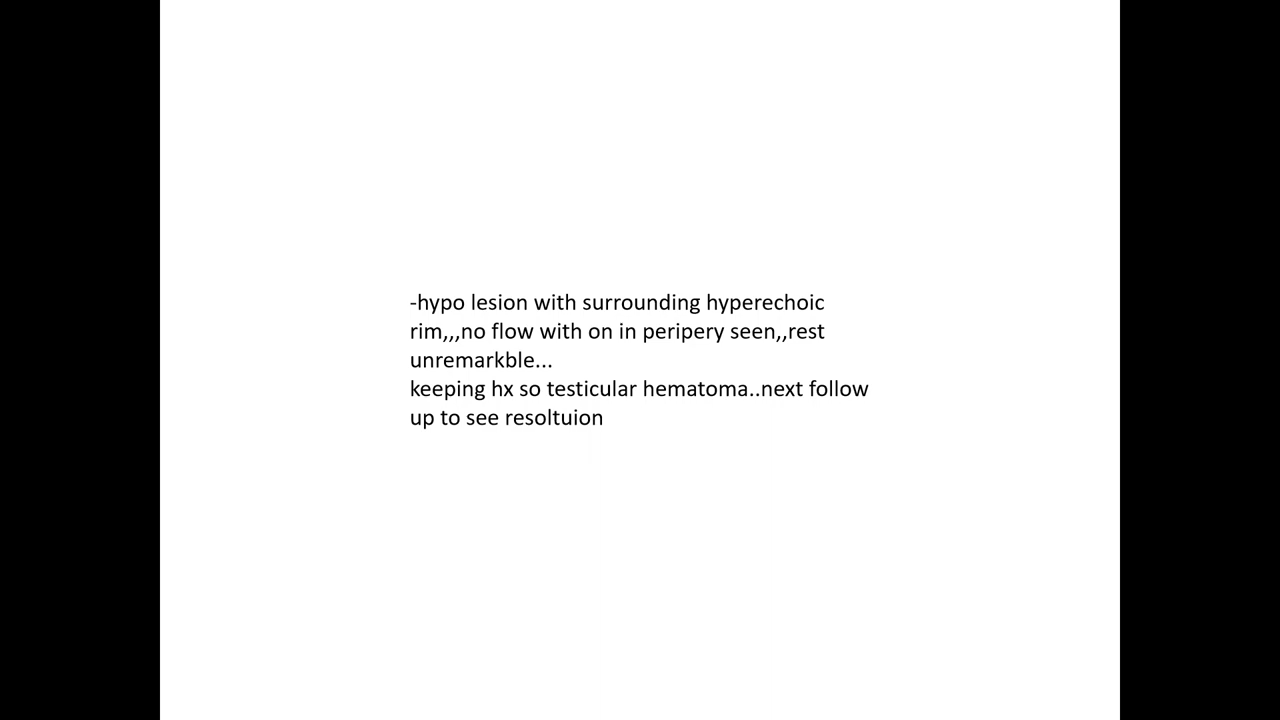 -hypo lesion with surrounding hyperechoic
rim,,,no flow with on in peripery seen,,rest
unremarkble...
keeping hx so testicular hematoma..next follow
up to see resoltuion